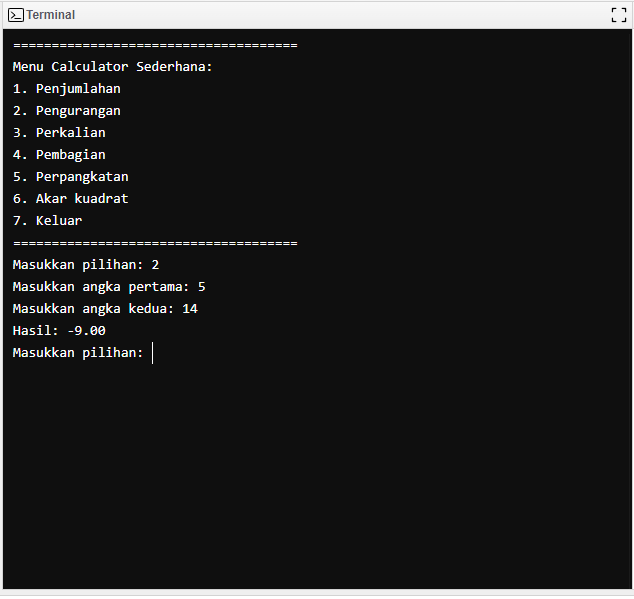 Terminal
=====================================
Menu Calculator Sederhana:
1. Penjumlahan
2. Pengurangan
3. Perkalian
4. Pembagian
5. Perpangkatan
6. Akar kuadrat
7. Keluar
=====================================
Masukkan pilihan: 2
Masukkan angka pertama: 5
Masukkan angka kedua: 14
Hasil: -9.00
Masukkan pilihan: